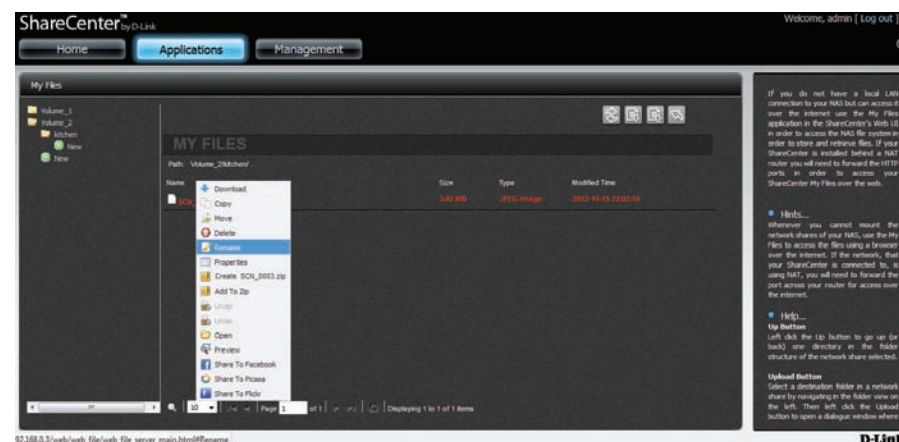 ShareCenter™ by D-Link
Welcome, admin [ Log out ]
Home
Applications
Management
My Files
Volume_1
Volume_2
kitchen
New
New
MY FILES
Path: Volume_2/kitchen/
Name
Size
Type
Modified Time
SCN_
3.82 MB
JPEG Image
2012-10-15 22:02:10
Download
Copy
Move
Delete
Rename
Properties
Create SCN_0003.zip
Add To Zip
Open
Preview
Share To Facebook
Share To Picasa
Share To Flickr
10
Page 1 of 1
Displaying 1 to 1 of 1 items
If you do not have a local LAN
connection to your NAS but can access it
over the internet use the My Files
application in the ShareCenter's Web UI
in order to access the NAS file system in
order to store and retrieve files. If your
ShareCenter is installed behind a NAT
router you will need to forward the HTTP
ports in order to access your
ShareCenter My Files over the web.
Hints...
Whenever you cannot mount the
network shares of your NAS, use the My
Files to access the files using a browser
over the internet. If the network, that
your ShareCenter is connected to, is
using NAT, you will need to forward the
port across your router for access over
the internet.
Help...
Up Button
Left click the Up button to go up (or
back) one directory in the folder
structure of the network share selected.
Upload Button
Select a destination folder in a network
share by navigating in the folder view on
the left. Then left click the Upload
button to open a dialogue window where
92.168.0.3/web/web_file/web_file_server_main.html#Rename
D-Link